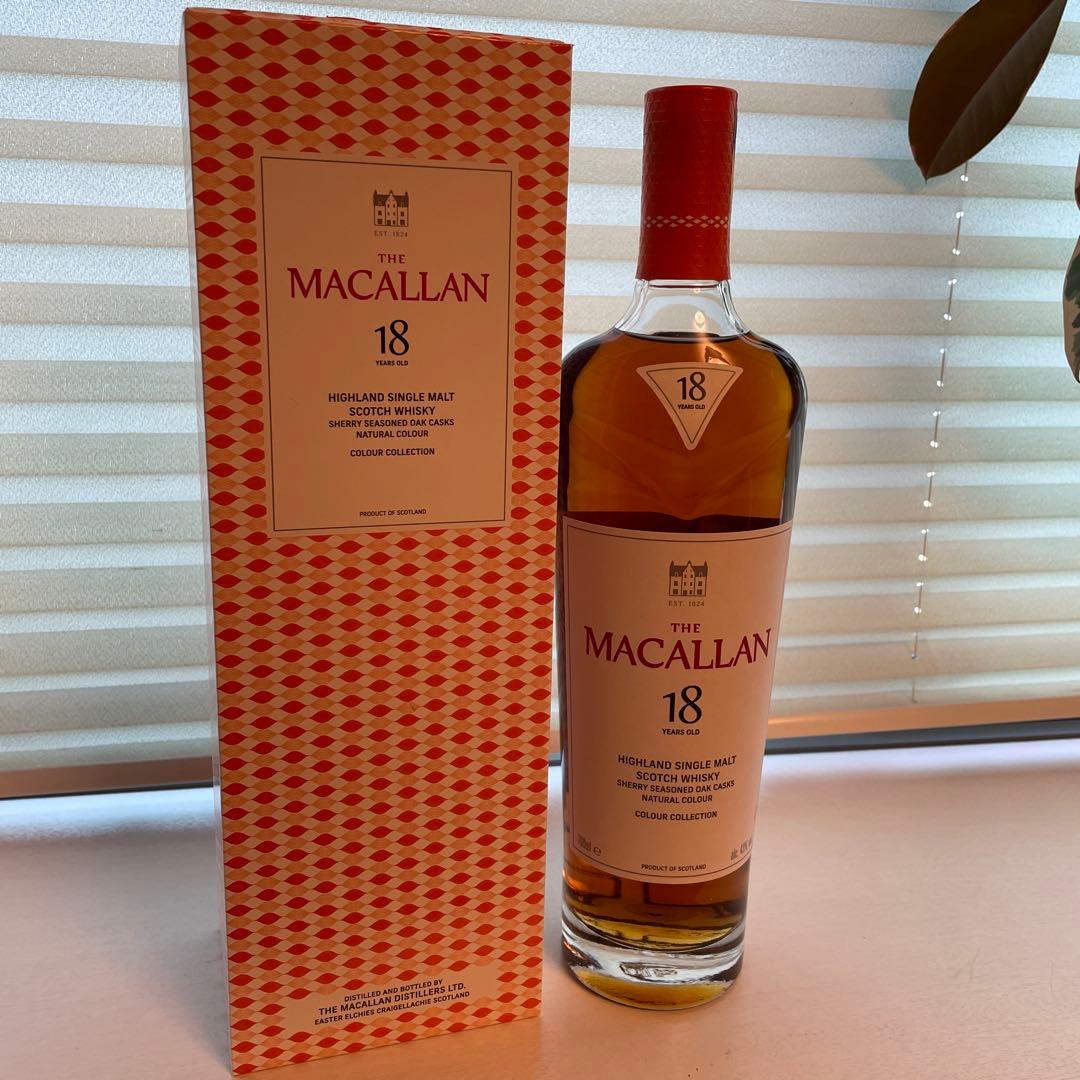 EST. 1824
THE
MACALLAN
18
YEARS OLD
HIGHLAND SINGLE MALT
SCOTCH WHISKY
SHERRY SEASONED OAK CASKS
NATURAL COLOUR
COLOUR COLLECTION
PRODUCT OF SCOTLAND
DISTILLED AND BOTTLED BY
THE MACALLAN DISTILLERS LTD.
EASTER ELCHIES CRAIGELLACHIE SCOTLAND
18
YEARS OLD
EST. 1824
THE
MACALLAN
18
YEARS OLD
HIGHLAND SINGLE MALT
SCOTCH WHISKY
SHERRY SEASONED OAK CASKS
NATURAL COLOUR
COLOUR COLLECTION
700ml e
PRODUCT OF SCOTLAND